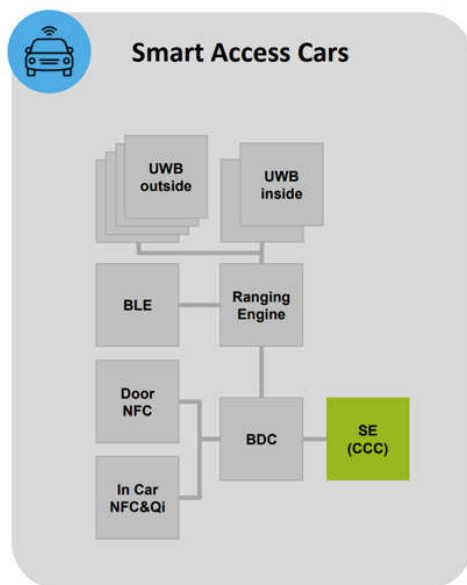 Smart Access Cars
UWB
outside
UWB
inside
BLE
Ranging
Engine
Door
NFC
BDC
SE
(CCC)
In Car
NFC&Qi